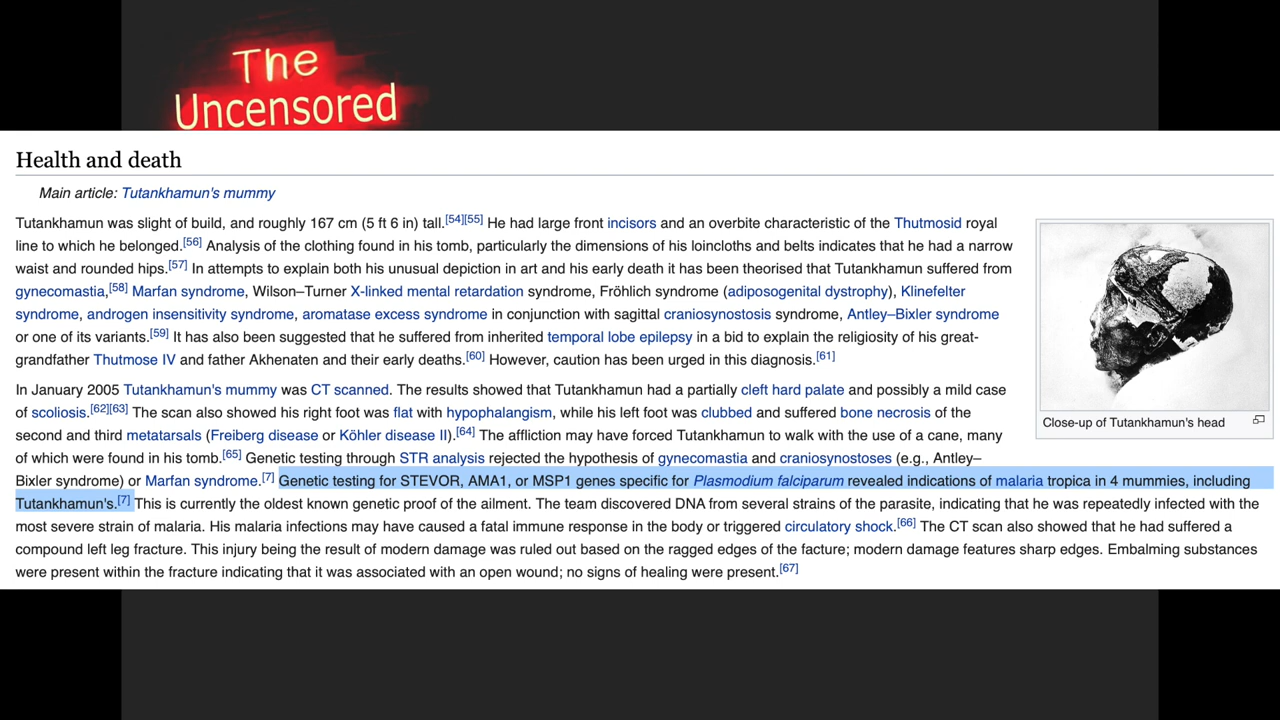 The
Uncensored
Health and death
Main article: Tutankhamun's mummy
Tutankhamun was slight of build, and roughly 167 cm (5 ft 6 in) tall.[54][55] He had large front incisors and an overbite characteristic of the Thutmosid royal
line to which he belonged.[56] Analysis of the clothing found in his tomb, particularly the dimensions of his loincloths and belts indicates that he had a narrow
waist and rounded hips.[57] In attempts to explain both his unusual depiction in art and his early death it has been theorised that Tutankhamun suffered from
gynecomastia,[58] Marfan syndrome, Wilson–Turner X-linked mental retardation syndrome, Fröhlich syndrome (adiposogenital dystrophy), Klinefelter
syndrome, androgen insensitivity syndrome, aromatase excess syndrome in conjunction with sagittal craniosynostosis syndrome, Antley–Bixler syndrome
or one of its variants.[59] It has also been suggested that he suffered from inherited temporal lobe epilepsy in a bid to explain the religiosity of his great-
grandfather Thutmose IV and father Akhenaten and their early deaths.[60] However, caution has been urged in this diagnosis.[61]
In January 2005 Tutankhamun's mummy was CT scanned. The results showed that Tutankhamun had a partially cleft hard palate and possibly a mild case
of scoliosis.[62][63] The scan also showed his right foot was flat with hypophalangism, while his left foot was clubbed and suffered bone necrosis of the
second and third metatarsals (Freiberg disease or Köhler disease II).[64] The affliction may have forced Tutankhamun to walk with the use of a cane, many
of which were found in his tomb.[65] Genetic testing through STR analysis rejected the hypothesis of gynecomastia and craniosynostoses (e.g., Antley–
Bixler syndrome) or Marfan syndrome.[7] Genetic testing for STEVOR, AMA1, or MSP1 genes specific for Plasmodium falciparum revealed indications of malaria tropica in 4 mummies, including
Tutankhamun's.[7] This is currently the oldest known genetic proof of the ailment. The team discovered DNA from several strains of the parasite, indicating that he was repeatedly infected with the
most severe strain of malaria. His malaria infections may have caused a fatal immune response in the body or triggered circulatory shock.[66] The CT scan also showed that he had suffered a
compound left leg fracture. This injury being the result of modern damage was ruled out based on the ragged edges of the facture; modern damage features sharp edges. Embalming substances
were present within the fracture indicating that it was associated with an open wound; no signs of healing were present.[67]
Close-up of Tutankhamun's head